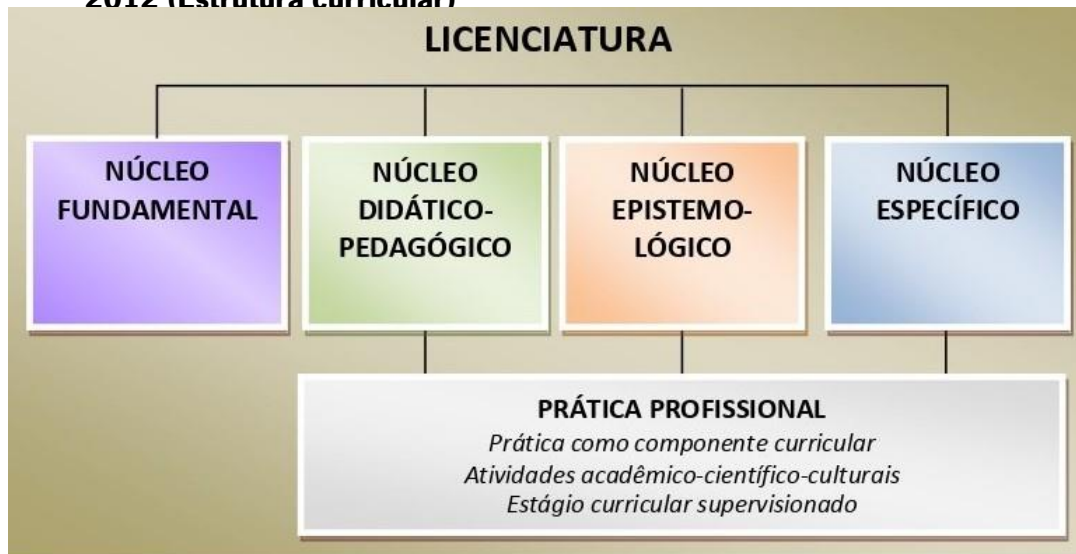 2012 (Estrutura curricular)
LICENCIATURA
NÚCLEO
FUNDAMENTAL
NÚCLEO
DIDÁTICO-
PEDAGÓGICO
NÚCLEO
EPISTEMO-
LÓGICO
NÚCLEO
ESPECÍFICO
PRÁTICA PROFISSIONAL
Prática como componente curricular
Atividades acadêmico-científico-culturais
Estágio curricular supervisionado